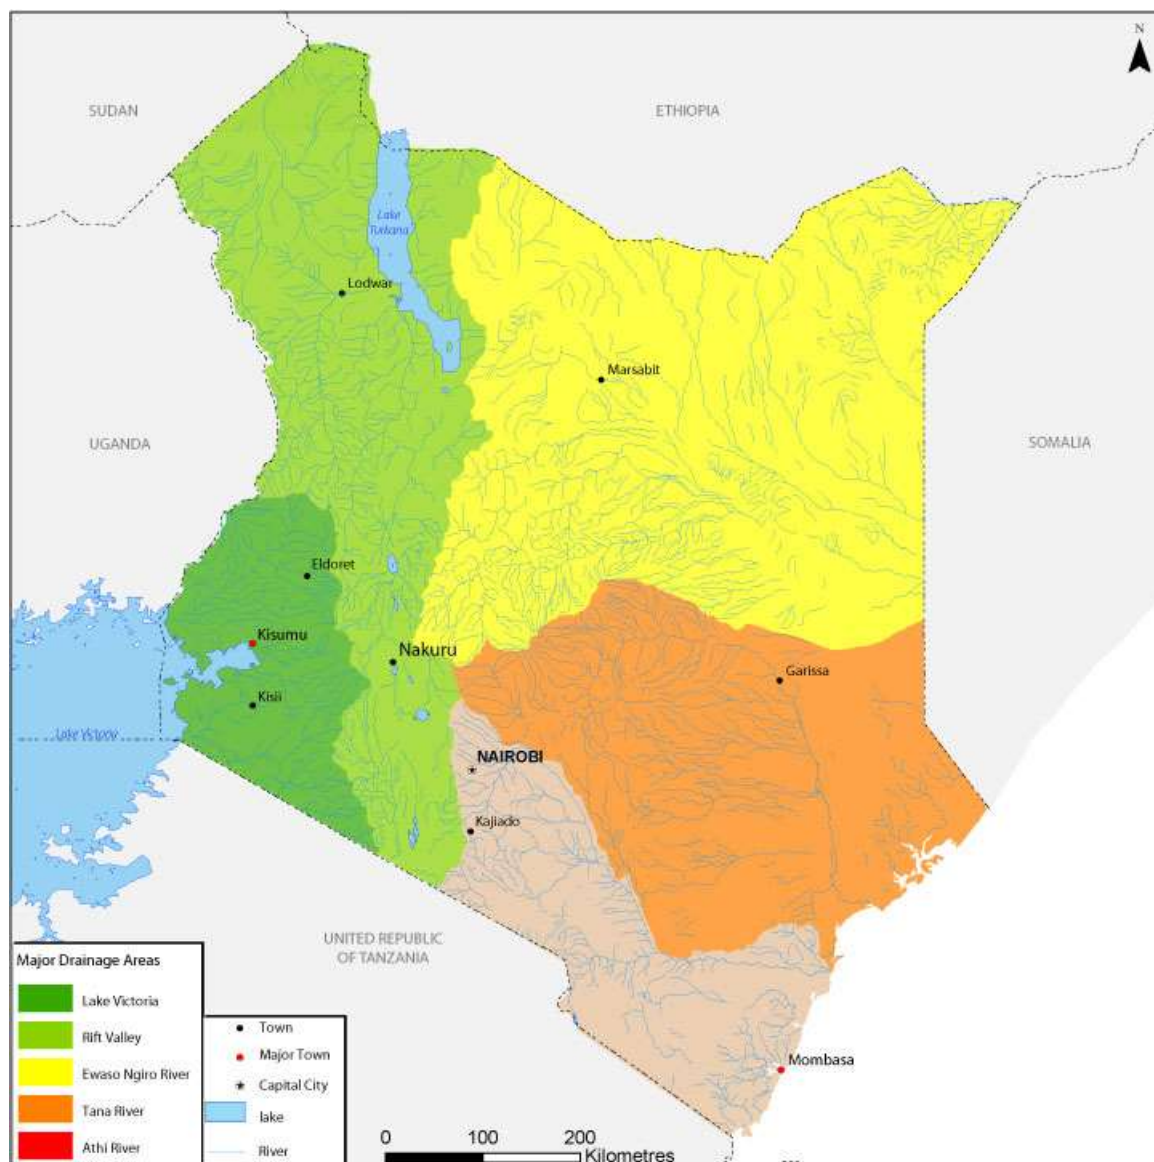 N
SUDAN
ETHIOPIA
Lake
Turkana
Lodwar
Marsabit
UGANDA
SOMALIA
Eldoret
Kisumu
Nakuru
Garissa
Kisii
Lake Victoria
NAIROBI
Kajiado
UNITED REPUBLIC
OF TANZANIA
Mombasa
Major Drainage Areas
Lake Victoria
Rift Valley
Ewaso Ngiro River
Tana River
Athi River
Town
Major Town
Capital City
lake
River
0 100 200
Kilometres